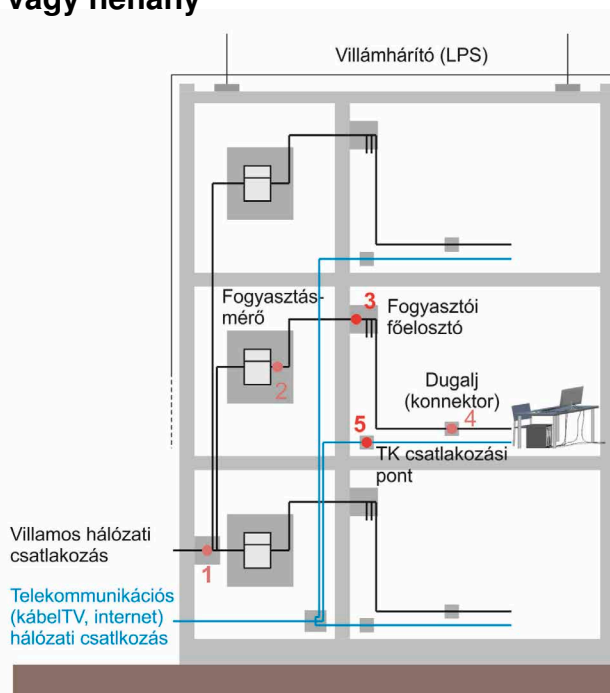 vagy néhány
Villámhárító (LPS)
Fogyasztás-
mérő
3
Fogyasztói
főelosztó
2
Dugalj
(konnektor)
4
5
TK csatlakozási
pont
Villamos hálózati
csatlakozás
1
Telekommunikációs
(kábelTV, internet)
hálózati csatlkozás